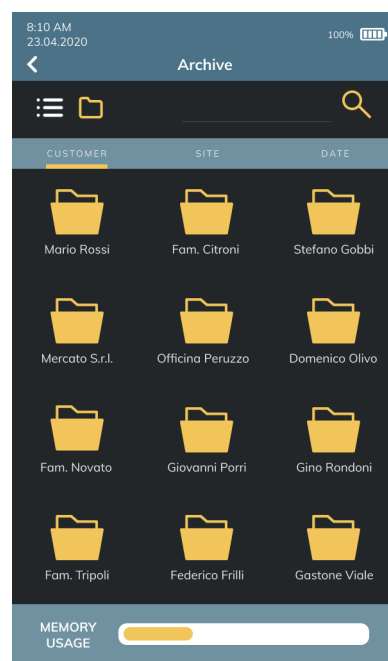 8:10 AM
100%
23.04.2020
Archive
CUSTOMER SITE DATE
Mario Rossi Fam. Citroni Stefano Gobbi
Mercato S.r.l. Officina Peruzzo Domenico Olivo
Fam. Novato Giovanni Porri Gino Rondoni
Fam. Tripoli Federico Frilli Gastone Viale
MEMORY
USAGE